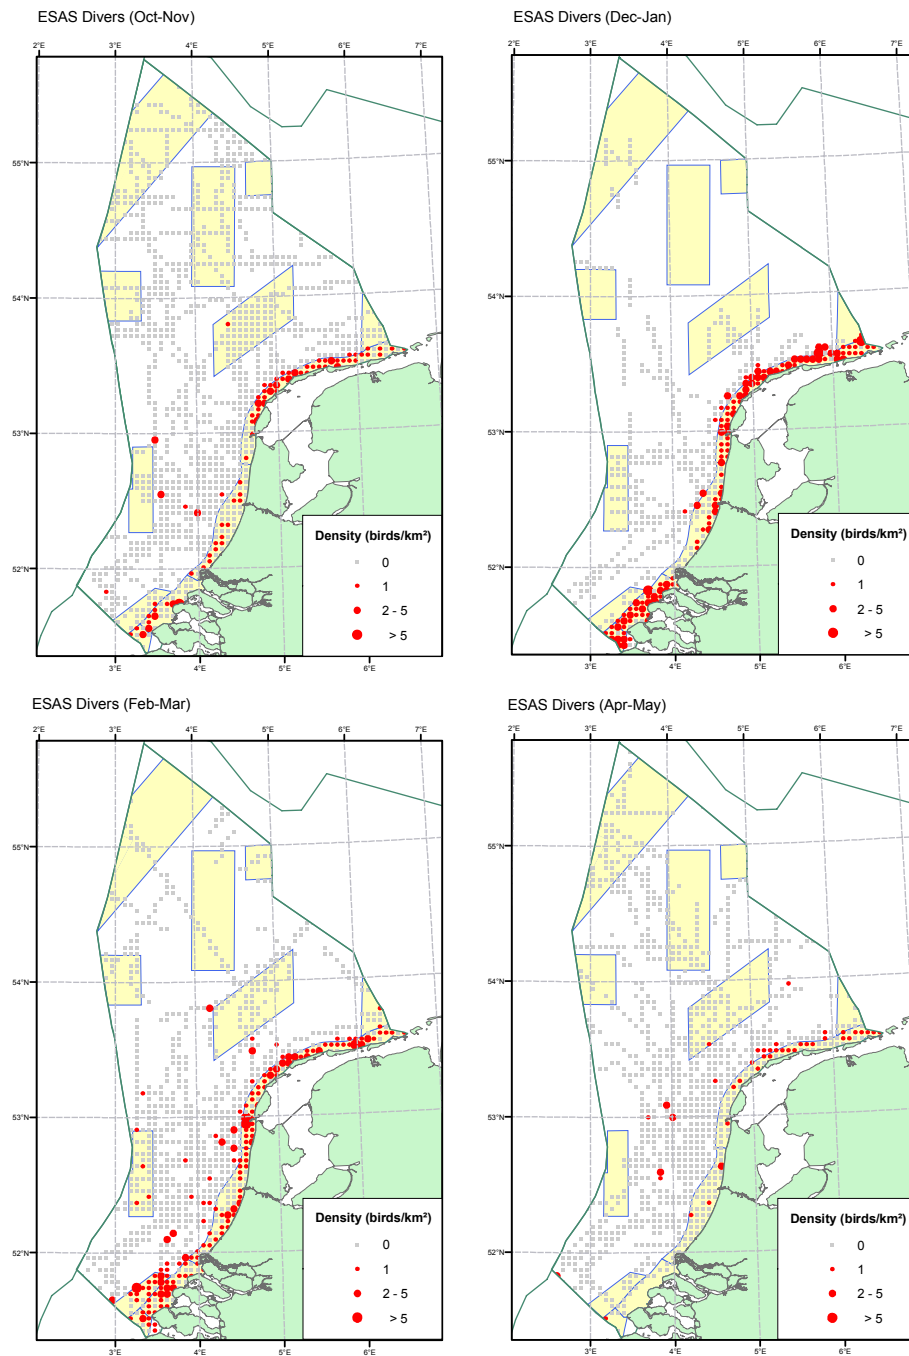 ESAS Divers (Oct-Nov)
2°E 3°E 4°E 5°E 6°E 7°E
55°N
54°N
53°N
52°N
Density (birds/km²)
0
1
2 - 5
> 5
3°E 4°E 5°E 6°E
ESAS Divers (Dec-Jan)
2°E 3°E 4°E 5°E 6°E 7°E
55°N
54°N
53°N
52°N
Density (birds/km²)
0
1
2 - 5
> 5
3°E 4°E 5°E 6°E
ESAS Divers (Feb-Mar)
2°E 3°E 4°E 5°E 6°E 7°E
55°N
54°N
53°N
52°N
Density (birds/km²)
0
1
2 - 5
> 5
3°E 4°E 5°E 6°E
ESAS Divers (Apr-May)
2°E 3°E 4°E 5°E 6°E 7°E
55°N
54°N
53°N
52°N
Density (birds/km²)
0
1
2 - 5
> 5
3°E 4°E 5°E 6°E